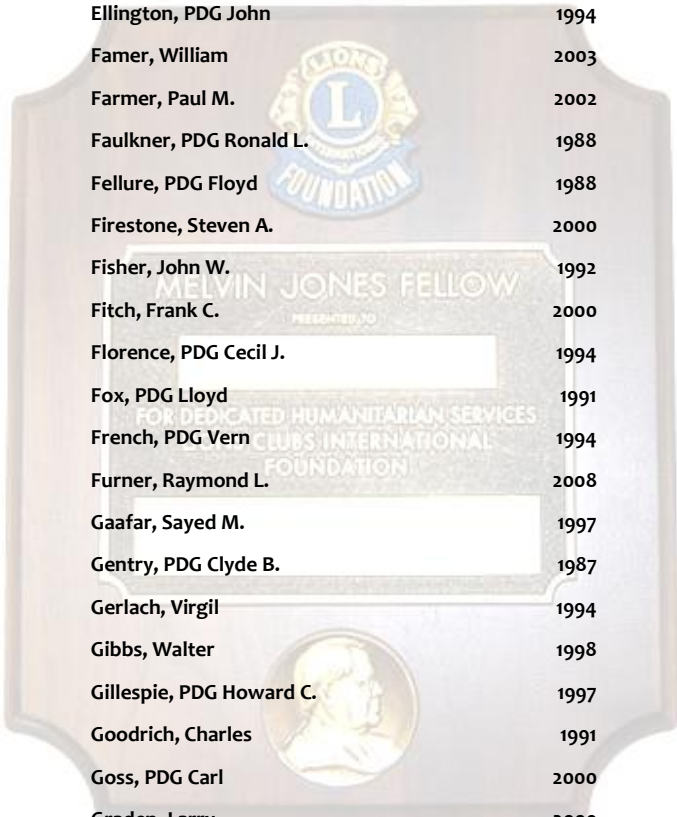 Ellington, PDG John 1994
Famer, William 2003
Farmer, Paul M. 2002
Faulkner, PDG Ronald L. 1988
Fellure, PDG Floyd 1988
Firestone, Steven A. 2000
Fisher, John W. 1992
Fitch, Frank C. 2000
Florence, PDG Cecil J. 1994
Fox, PDG Lloyd 1991
French, PDG Vern 1994
Furner, Raymond L. 2008
Gaafar, Sayed M. 1997
Gentry, PDG Clyde B. 1987
Gerlach, Virgil 1994
Gibbs, Walter 1998
Gillespie, PDG Howard C. 1997
Goodrich, Charles 1991
Goss, PDG Carl 2000
LIONS
L
INTERNATIONAL
FOUNDATION
MELVIN JONES FELLOW
PRESENTED TO
FOR DEDICATED HUMANITARIAN SERVICES
LIONS CLUBS INTERNATIONAL
FOUNDATION